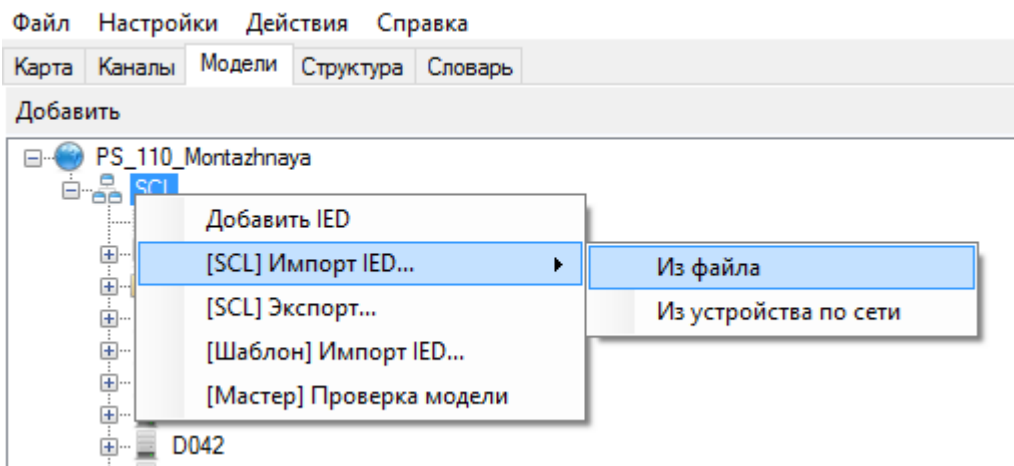 Файл Настройки Действия Справка
Карта Каналы Модели Структура Словарь
Добавить
PS_110_Montazhnaya
SCL
Добавить IED
[SCL] Импорт IED...
Из файла
[SCL] Экспорт...
Из устройства по сети
[Шаблон] Импорт IED...
[Мастер] Проверка модели
D042